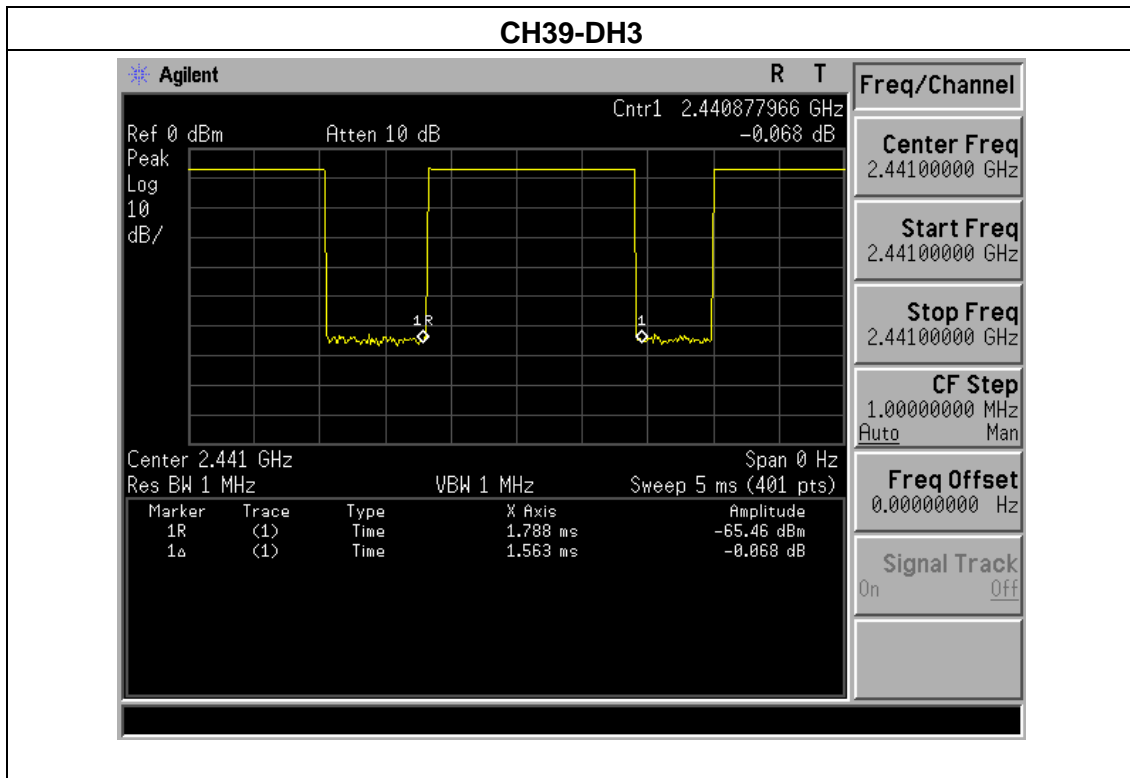 CH39-DH3
Agilent R T
Freq/Channel
Cntr1 2.440877966 GHz
Ref 0 dBm Atten 10 dB -0.068 dB
Peak
Log
10
dB/
1R
1
Center 2.441 GHz Span 0 Hz
Res BW 1 MHz VBW 1 MHz Sweep 5 ms (401 pts)
Marker Trace Type X Axis Amplitude
1R (1) Time 1.788 ms -65.46 dBm
1Δ (1) Time 1.563 ms -0.068 dB
Center Freq
2.44100000 GHz
Start Freq
2.44100000 GHz
Stop Freq
2.44100000 GHz
CF Step
1.00000000 MHz
Auto Man
Freq Offset
0.00000000 Hz
Signal Track
On Off